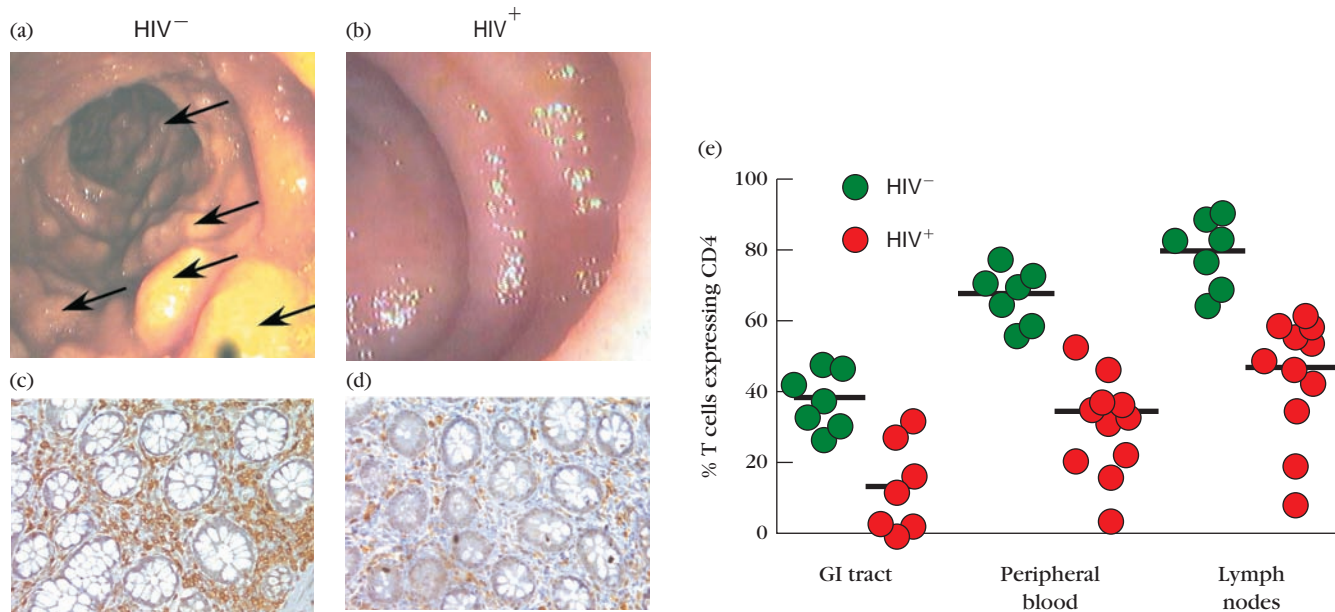 (a) HIV⁻
(b) HIV⁺
(c)
(d)
(e)
HIV⁻
HIV⁺
% T cells expressing CD4
100
80
60
40
20
0
GI tract
Peripheral
blood
Lymph
nodes